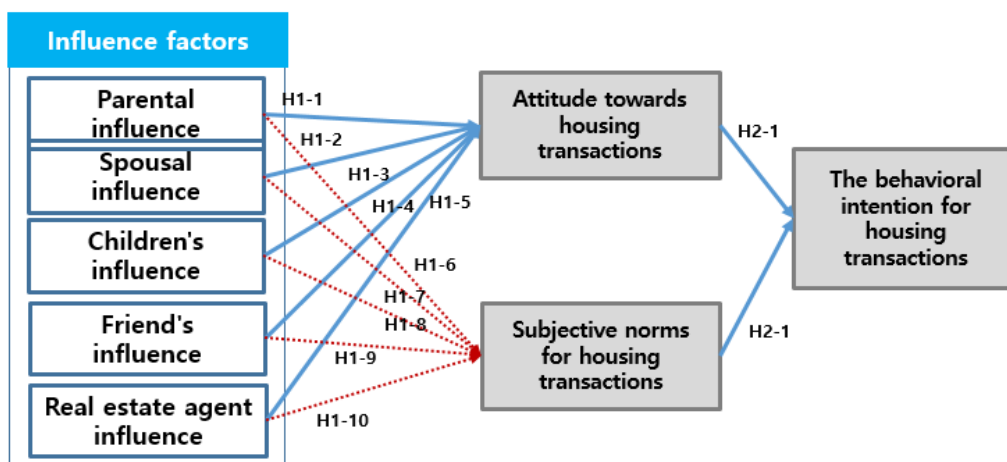 Influence factors
Parental
influence
Spousal
influence
Children's
influence
Friend's
influence
Real estate agent
influence
H1-1
H1-2
H1-3
H1-4
H1-5
H1-6
H1-7
H1-8
H1-9
H1-10
Attitude towards
housing
transactions
Subjective norms
for housing
transactions
H2-1
H2-1
The behavioral
intention for
housing
transactions